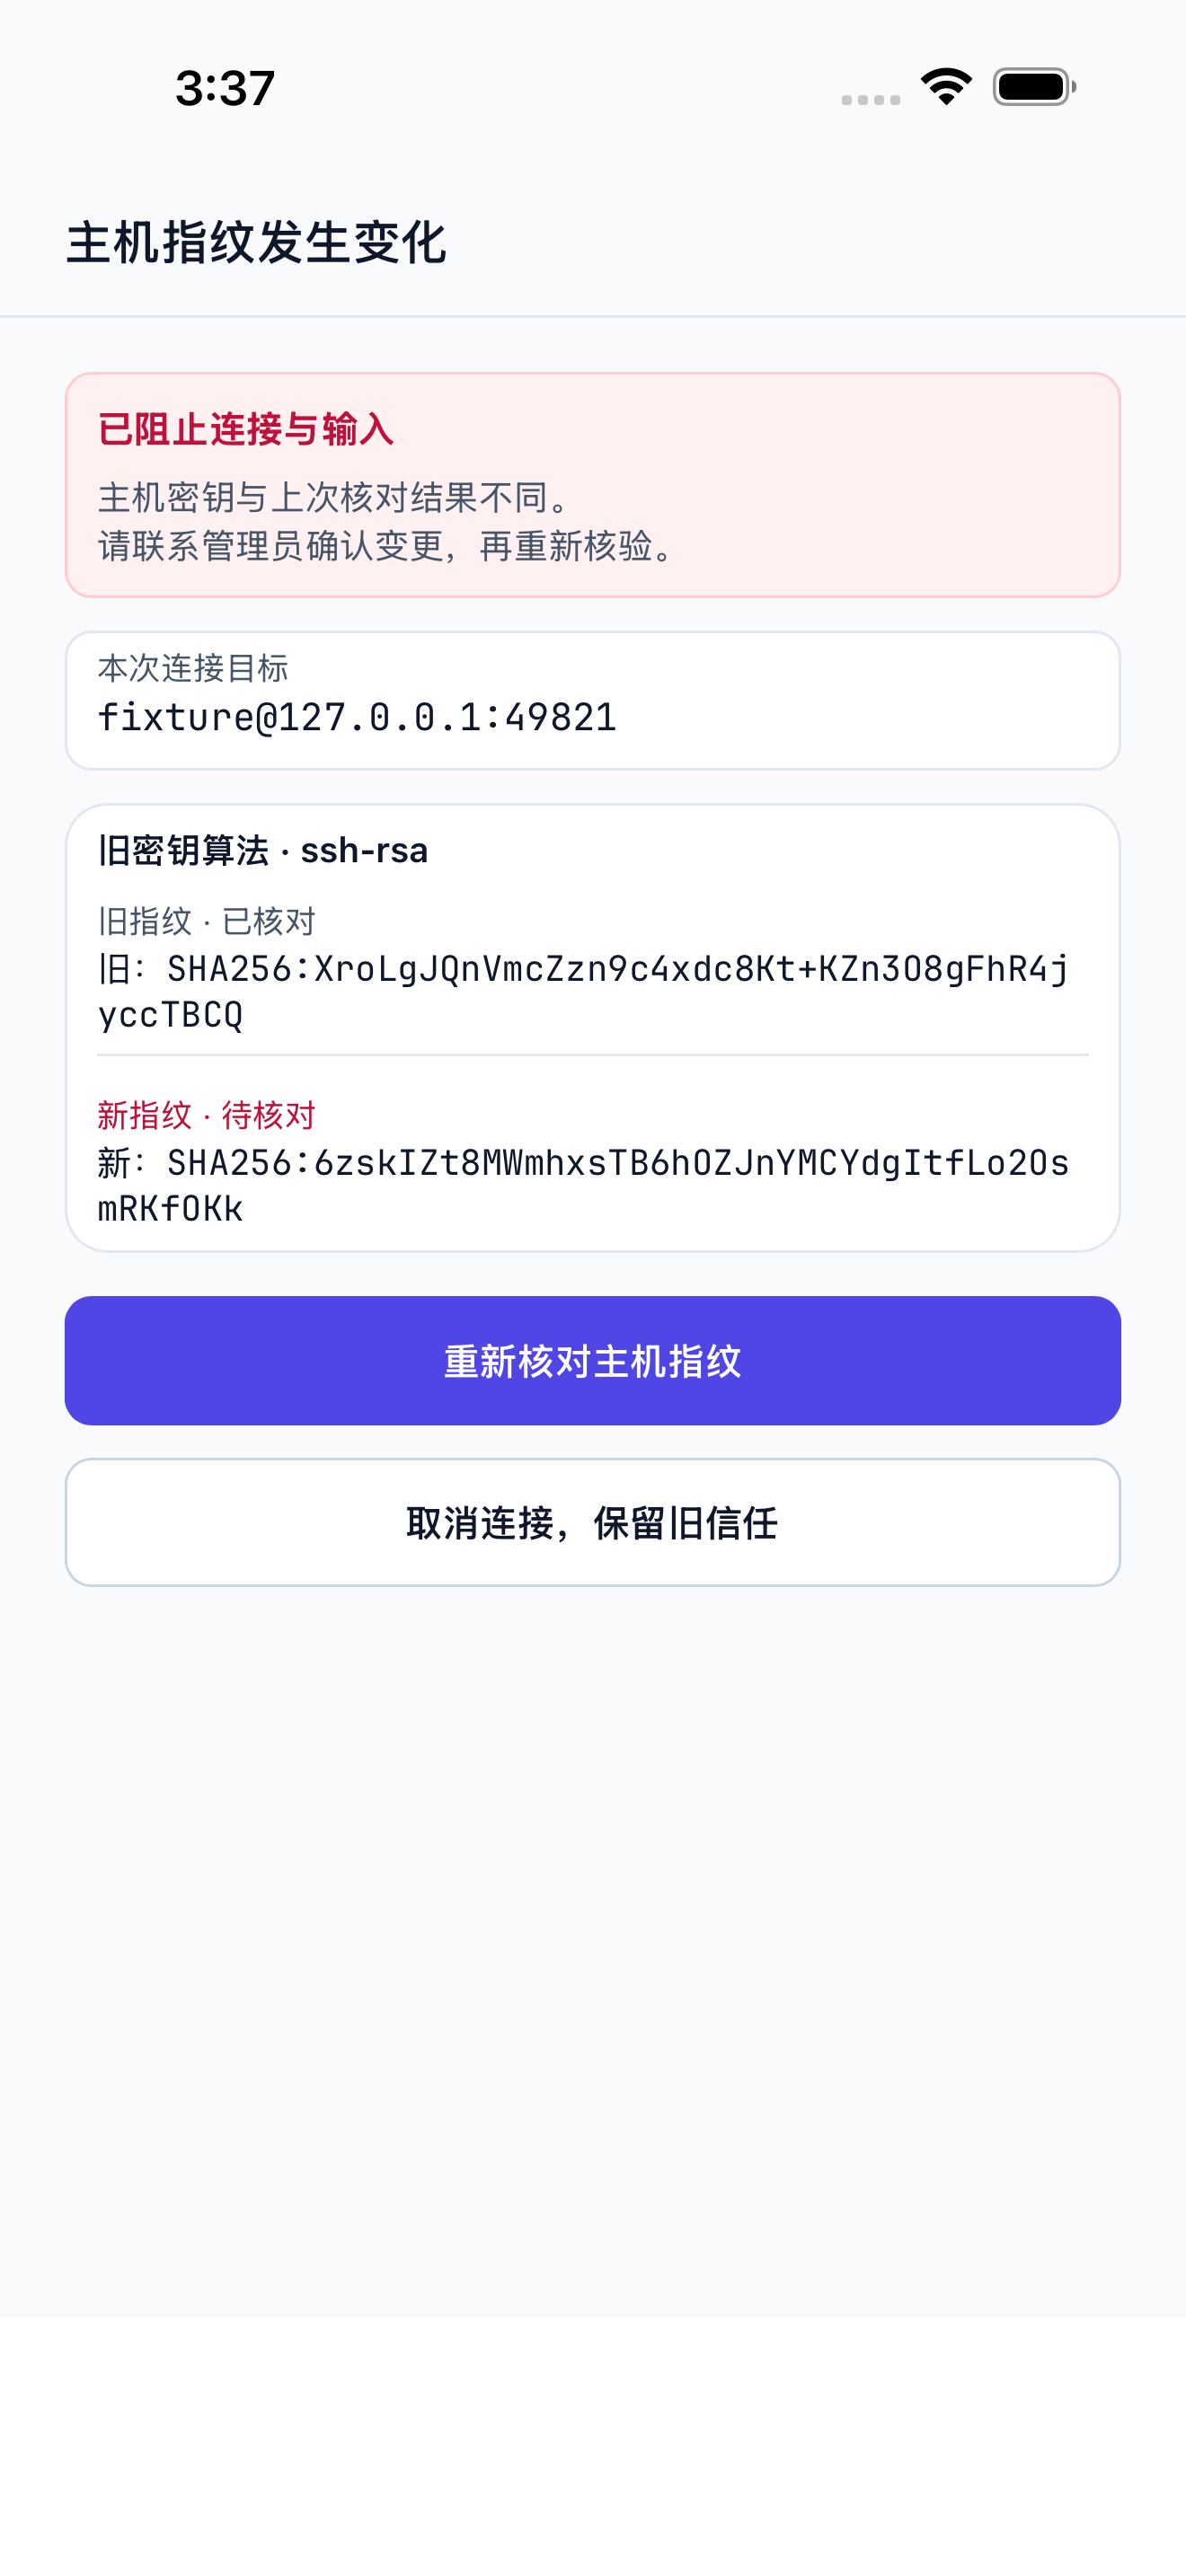 3:37
主机指纹发生变化
已阻止连接与输入
主机密钥与上次核对结果不同。
请联系管理员确认变更，再重新核验。
本次连接目标
fixture@127.0.0.1:49821
旧密钥算法 · ssh-rsa
旧指纹 · 已核对
旧：SHA256:XroLgJQnVmcZzn9c4xdc8Kt+KZn3O8gFhR4j
yccTBCQ
新指纹 · 待核对
新：SHA256:6zskIZt8MWmhxsTB6hOZJnYMCYdgItfLo2Os
mRKfOKk
重新核对主机指纹
取消连接，保留旧信任